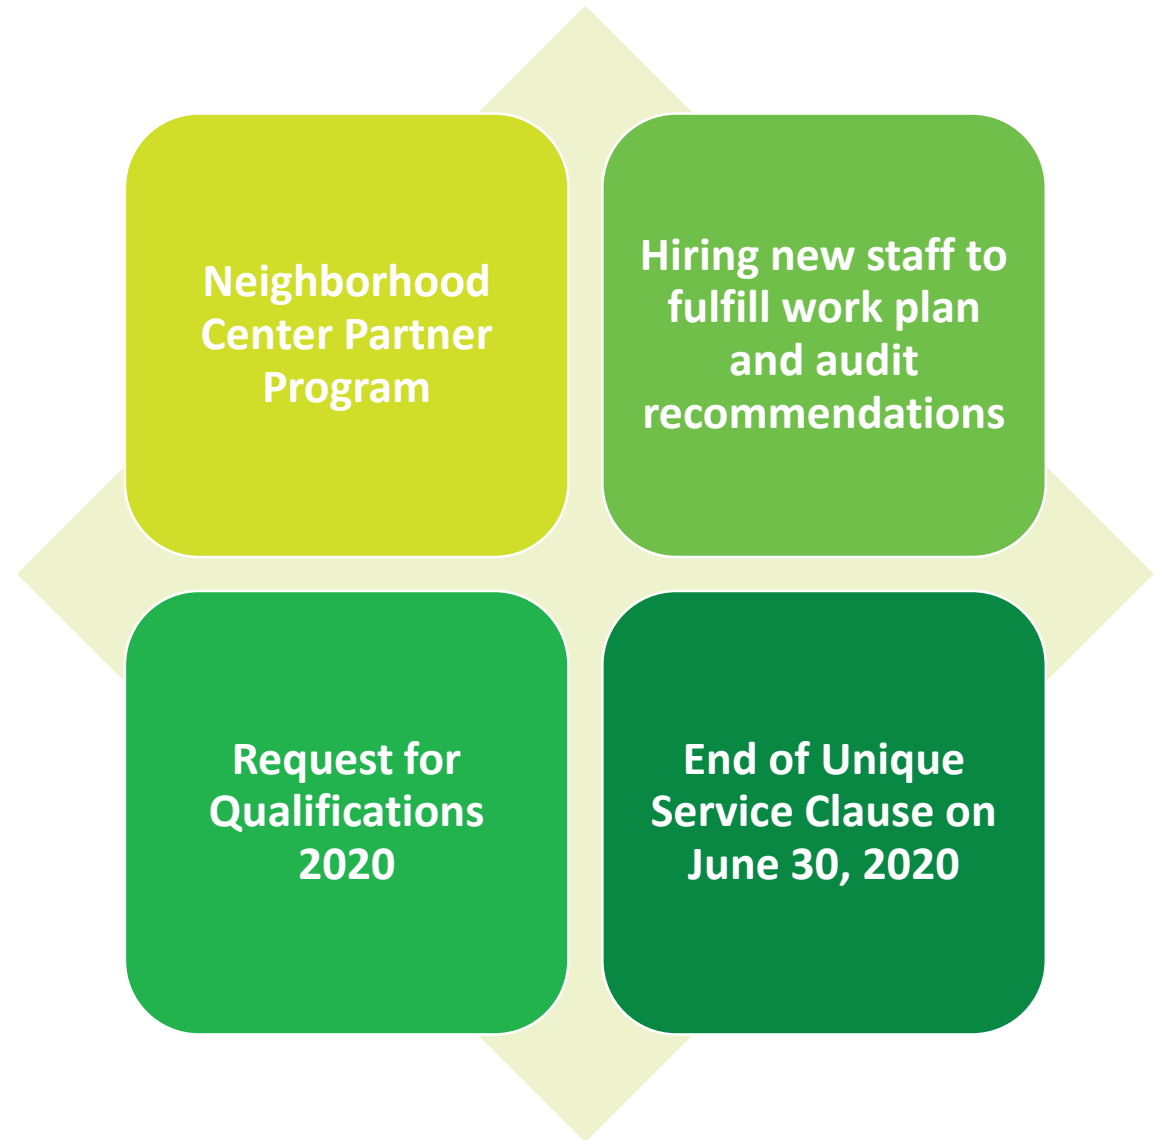 Neighborhood
Center Partner
Program
Hiring new staff to
fulfill work plan
and audit
recommendations
Request for
Qualifications
2020
End of Unique
Service Clause on
June 30, 2020